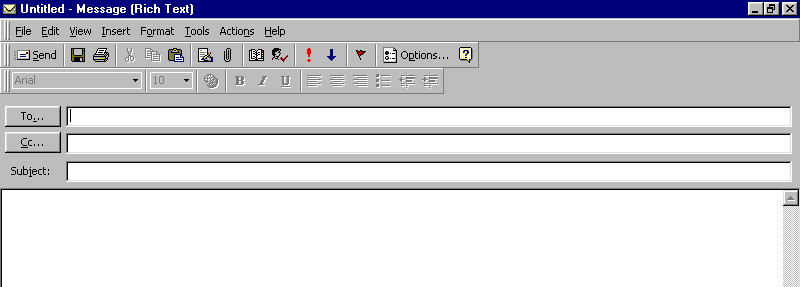 Untitled - Message (Rich Text)
File Edit View Insert Format Tools Actions Help
Send Options...
Arial 10 B I U
To...
Cc...
Subject: